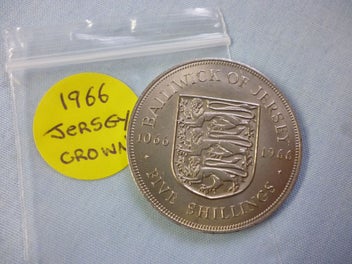 1966
JERSEY
CROWN
BAILIWICK OF JERSEY
1066
1966
FIVE SHILLINGS